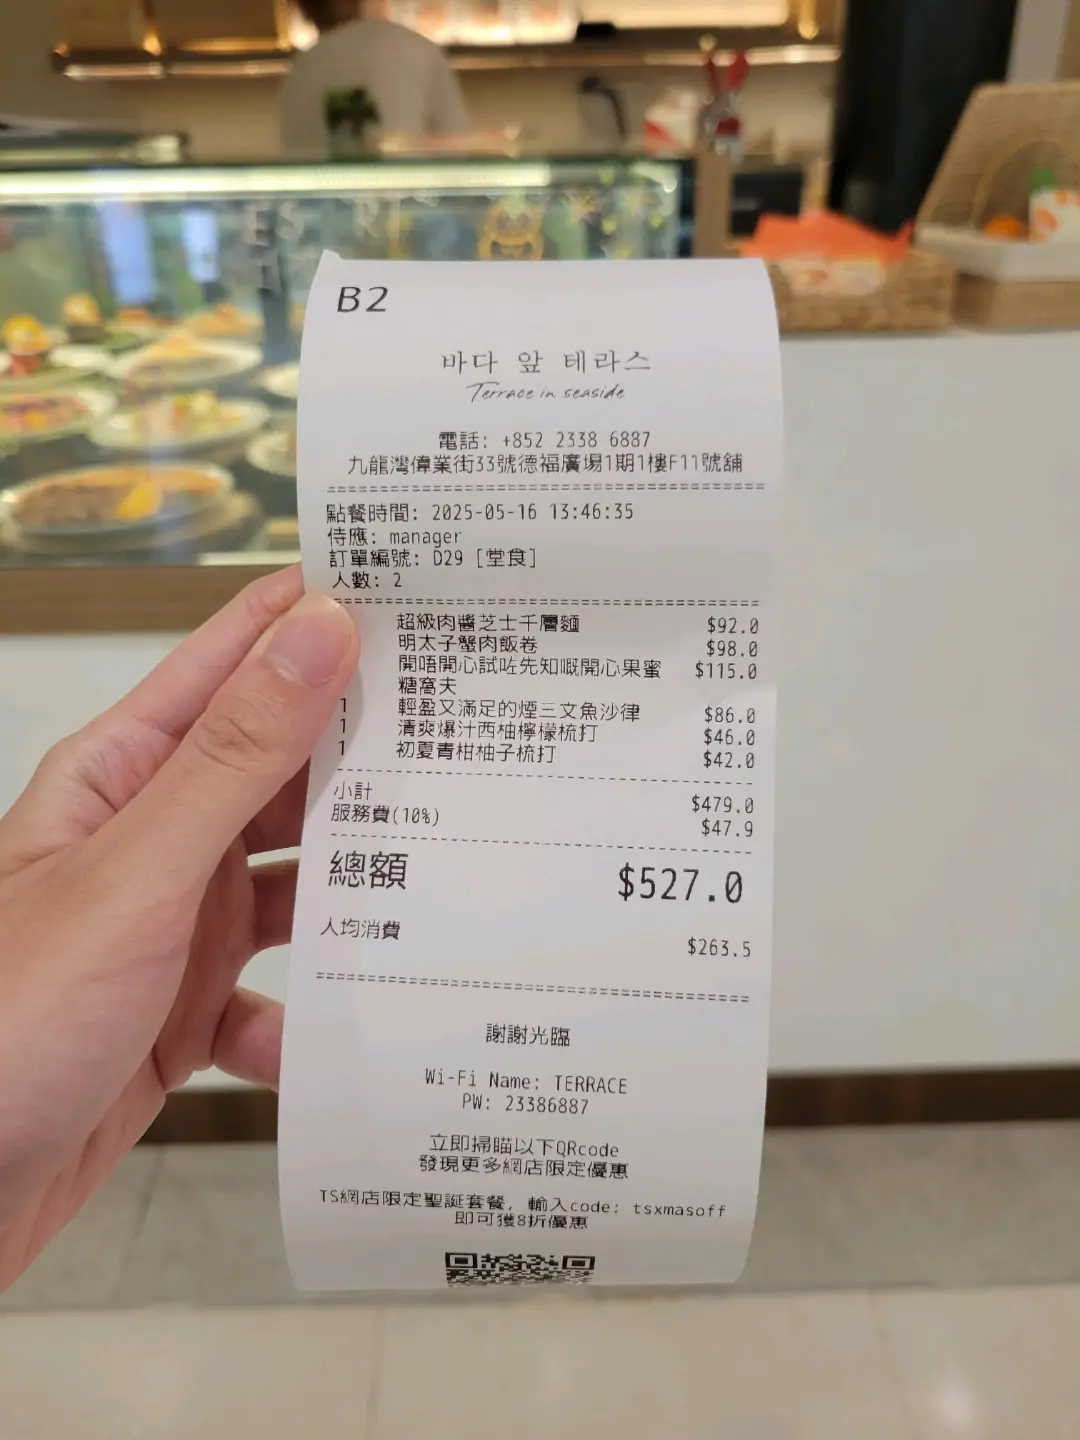 B2
바다 앞 테라스
Terrace in seaside
電話: +852 2338 6887
九龍灣偉業街33號德福廣場1期1樓F11號舖
點餐時間: 2025-05-16 13:46:35
侍應: manager
訂單編號: D29 [堂食]
人數: 2
超級肉醬芝士千層麵 $92.0
明太子蟹肉飯卷 $98.0
開唔開心試咗先知嘅開心果蜜 $115.0
糖窩夫
1 輕盈又滿足的煙三文魚沙律 $86.0
1 清爽爆汁西柚檸檬梳打 $46.0
1 初夏青柑柚子梳打 $42.0
小計 $479.0
服務費(10%) $47.9
總額 $527.0
人均消費 $263.5
謝謝光臨
Wi-Fi Name: TERRACE
PW: 23386887
立即掃瞄以下QRcode
發現更多網店限定優惠
TS網店限定聖誕套餐, 輸入code: tsxmasoff
即可獲8折優惠